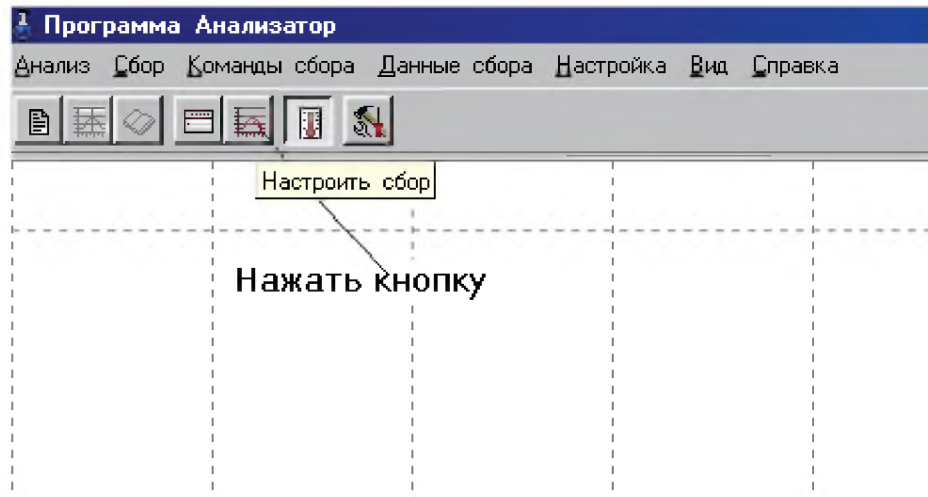 Программа Анализатор
Анализ Сбор Команды сбора Данные сбора Настройка Вид Справка
Настроить сбор
Нажать кнопку